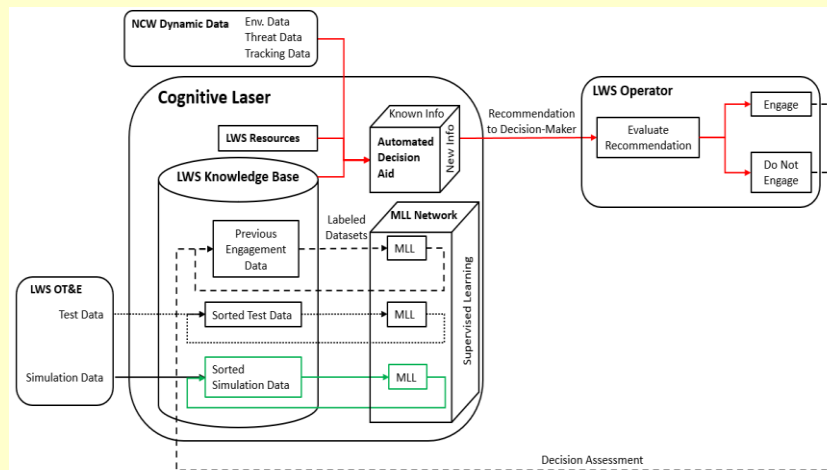 NCW Dynamic Data
Env. Data
Threat Data
Tracking Data
Cognitive Laser
LWS Resources
LWS Knowledge Base
Known Info
New Info
Automated
Decision
Aid
Recommendation
to Decision-Maker
LWS Operator
Evaluate
Recommendation
Engage
Do Not
Engage
Previous
Engagement
Data
Labeled
Datasets
MLL Network
MLL
Supervised Learning
LWS OT&E
Test Data
Sorted Test Data
MLL
Simulation Data
Sorted
Simulation Data
MLL
Decision Assessment